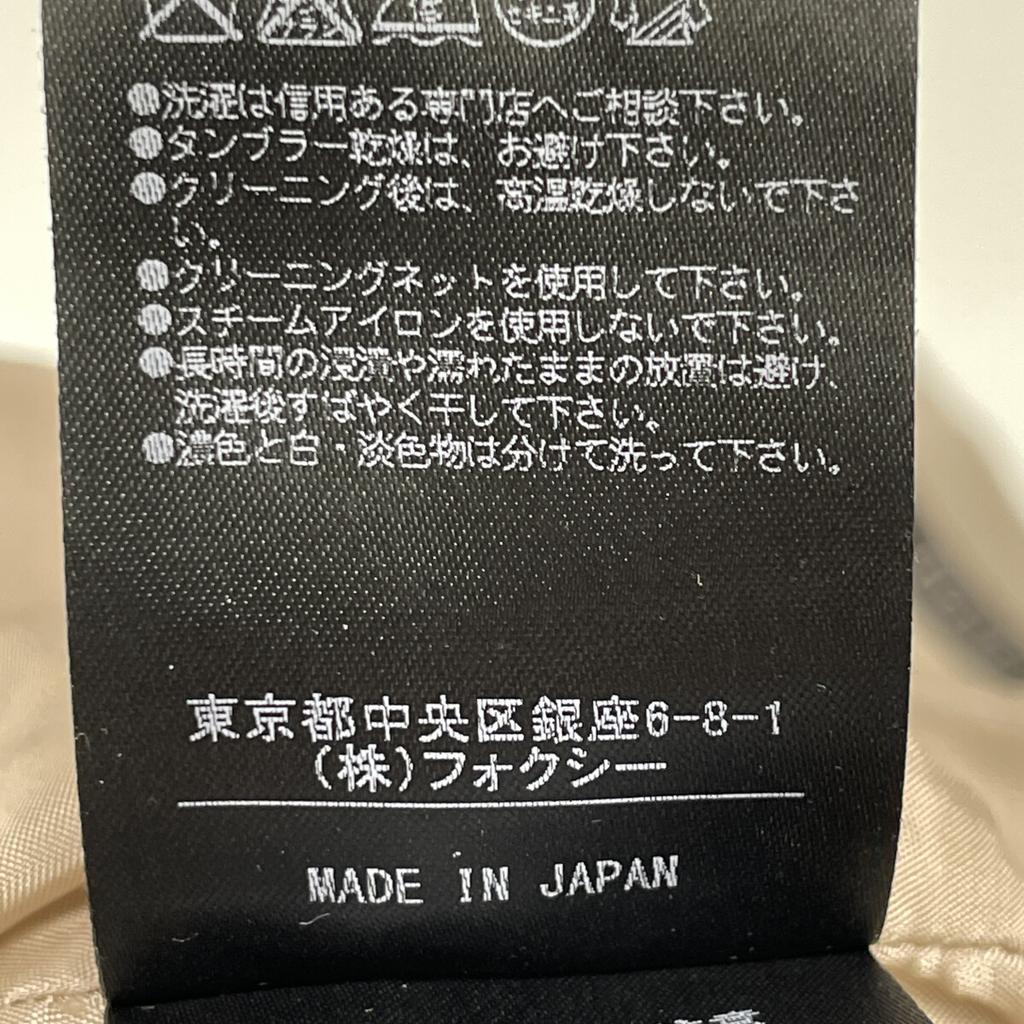 ●洗濯は信用ある専門店へご相談下さい。
●タンブラー乾燥は、お避け下さい。
●クリーニング後は、高温乾燥しないで下さ
い。
●クリーニングネットを使用して下さい。
●スチームアイロンを使用しないで下さい。
●長時間の浸漬や濡れたままの放置は避け、
洗濯後すばやく干して下さい。
●濃色と白・淡色物は分けて洗って下さい。
東京都中央区銀座6-8-1
(株)フォクシー
MADE IN JAPAN